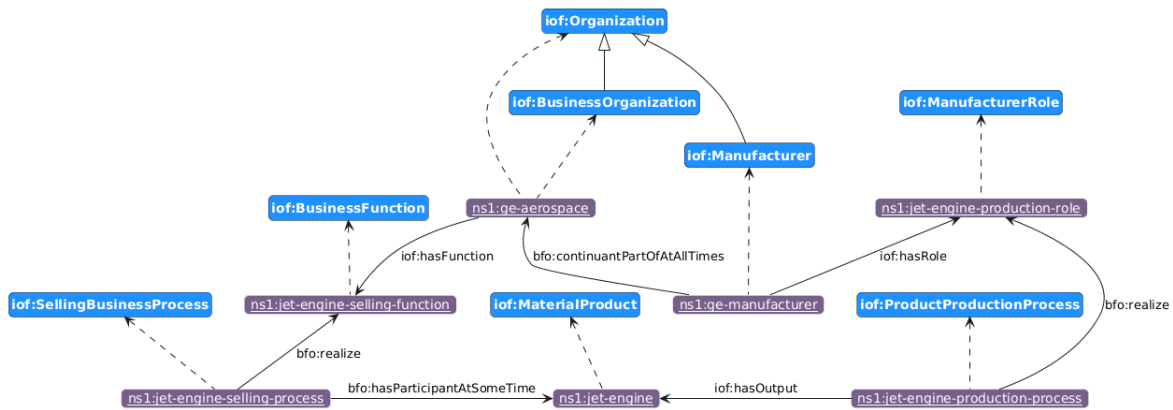 iof:Organization
iof:BusinessOrganization
iof:ManufacturerRole
iof:Manufacturer
iof:BusinessFunction
ns1:ge-aerospace
ns1:jet-engine-production-role
iof:hasFunction
bfo:continuantPartOfAtAllTimes
iof:hasRole
iof:SellingBusinessProcess
ns1:jet-engine-selling-function
iof:MaterialProduct
ns1:ge-manufacturer
iof:ProductProductionProcess
bfo:realize
bfo:realize
ns1:jet-engine-selling-process
bfo:hasParticipantAtSomeTime
ns1:jet-engine
iof:hasOutput
ns1:jet-engine-production-process